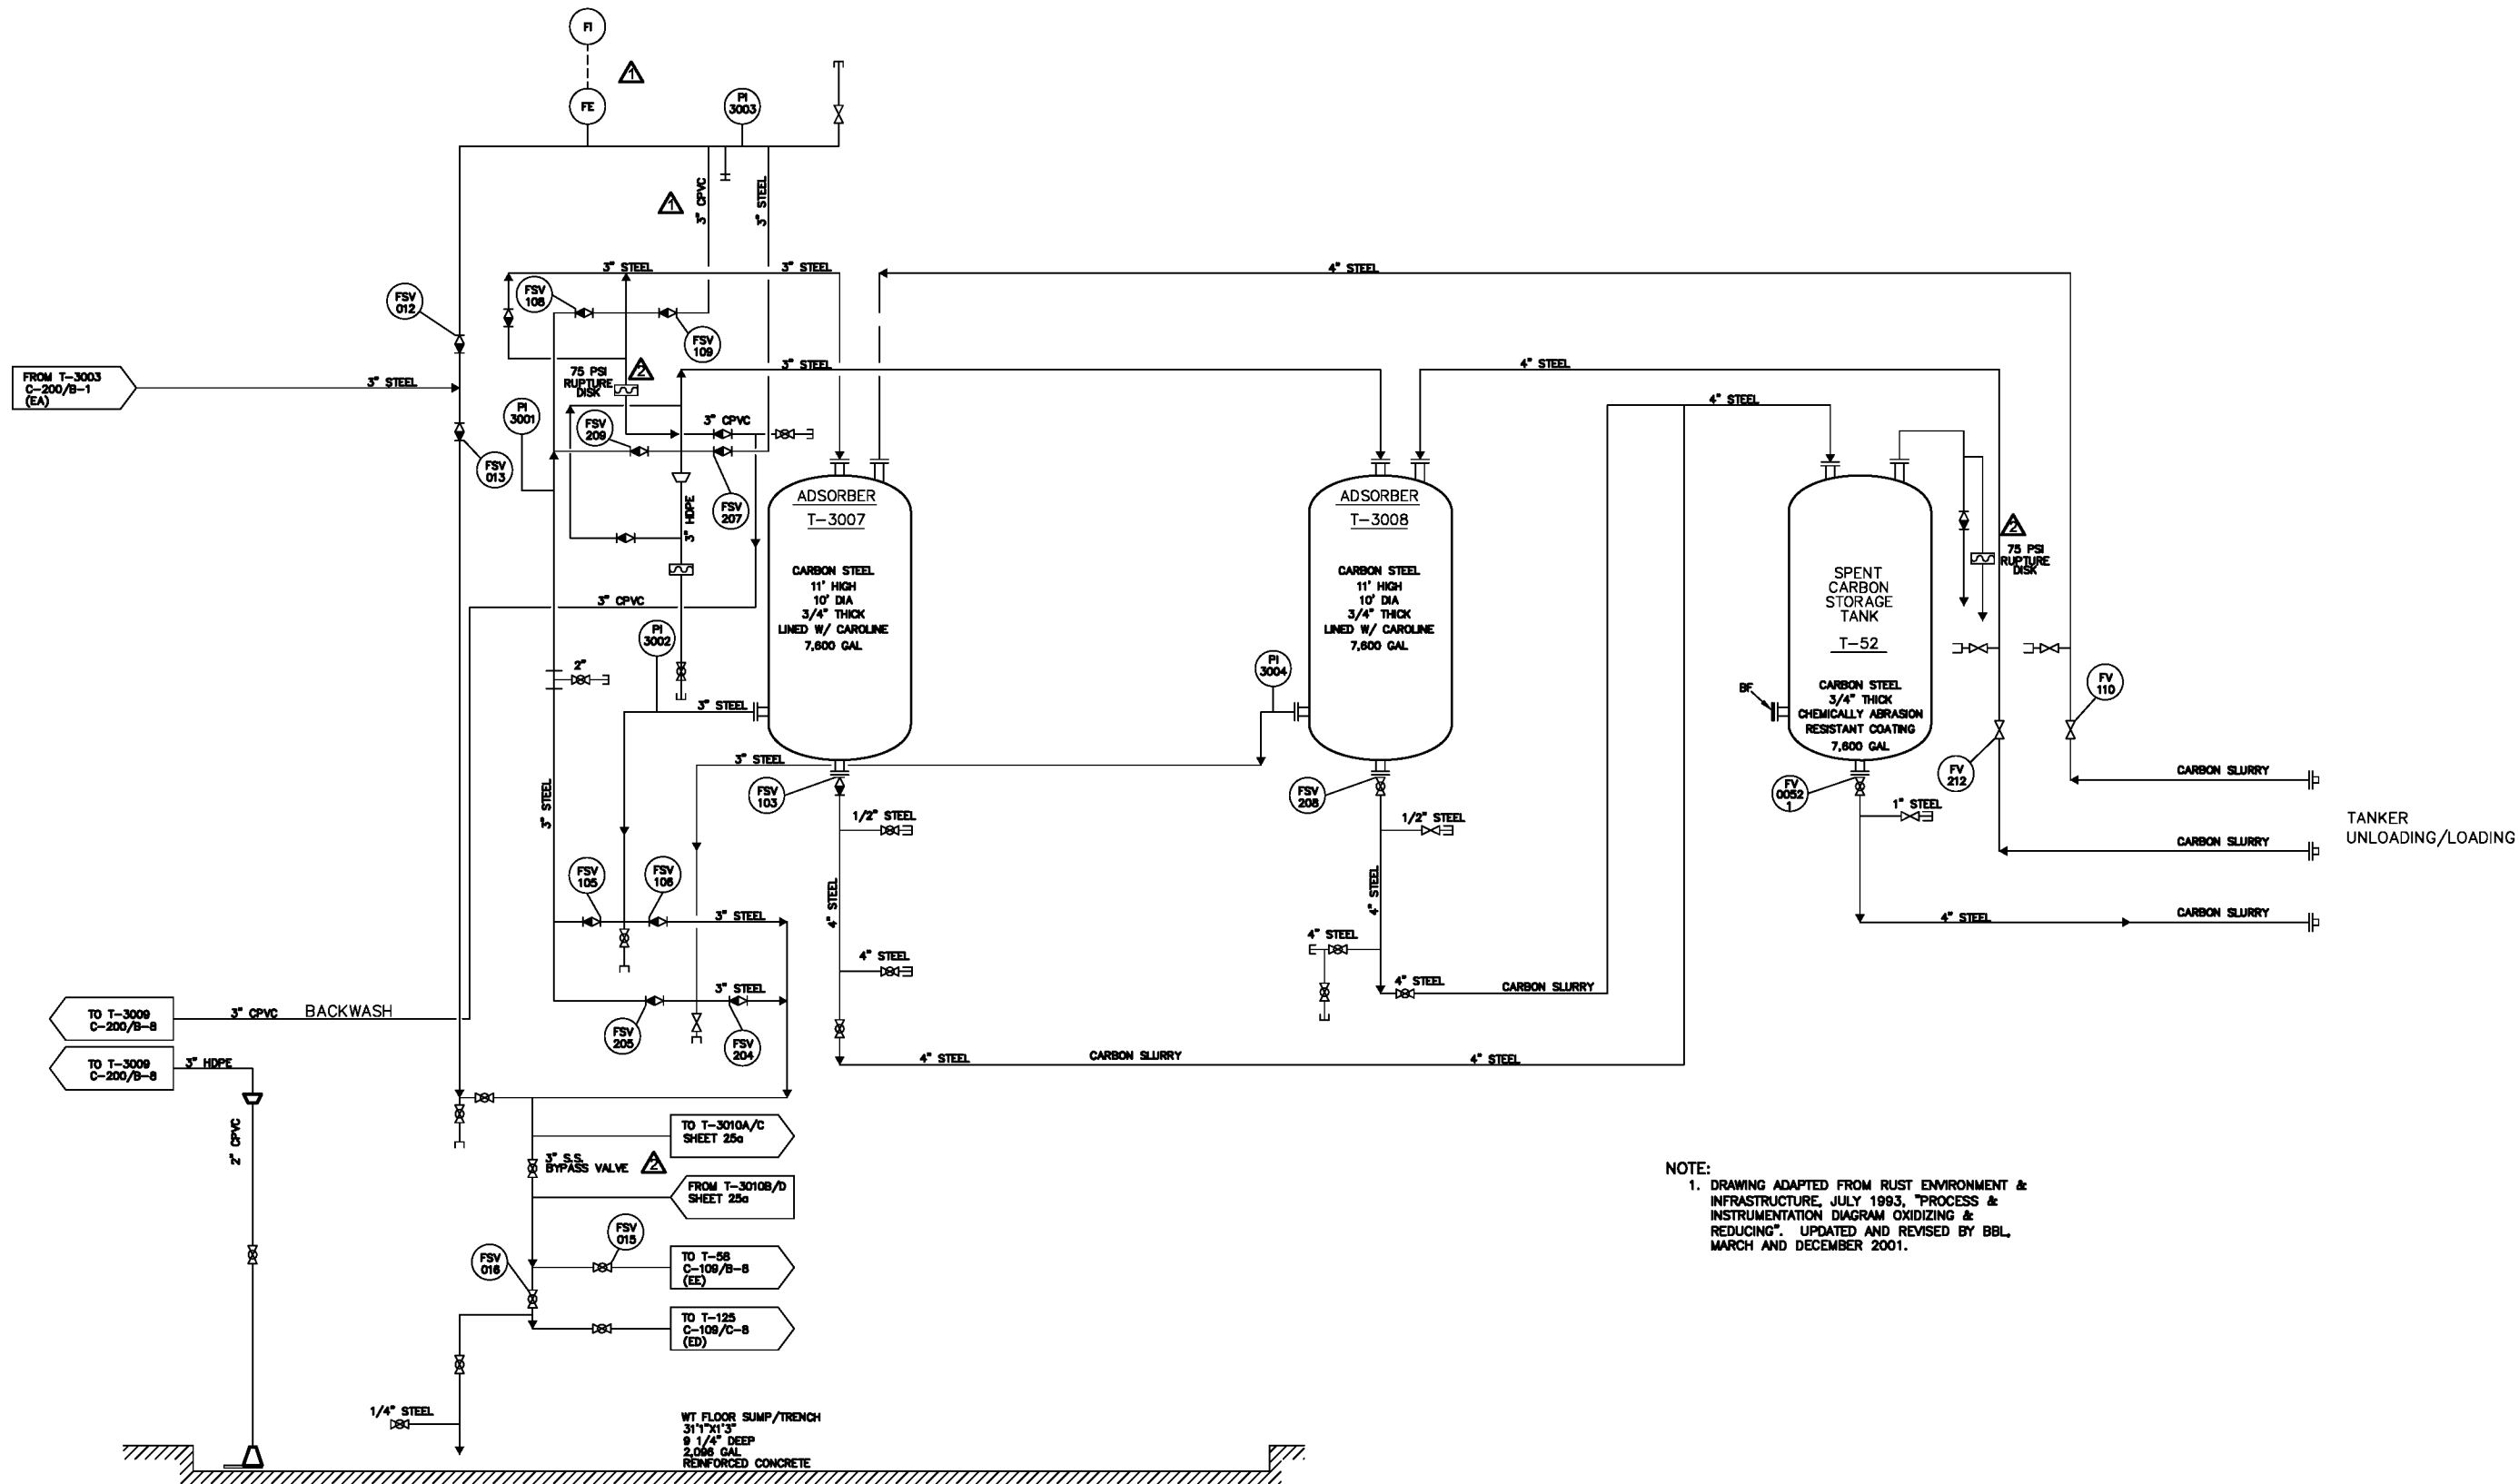 FI
1
FE
PI
3003
1
3" CPVC
3" STEEL
3" STEEL
3" STEEL
4" STEEL
FSV
012
FSV
108
FSV
109
FROM T-3003
C-200/B-1
(EA)
3" STEEL
75 PSI
RUPTURE
DISK
2
3" STEEL
4" STEEL
PI
3001
FSV
209
3" CPVC
4" STEEL
FSV
013
FSV
207
3" HDPE
ADSORBER
T-3007
CARBON STEEL
11' HIGH
10' DIA
3/4" THICK
LINED W/ CAROLINE
7,600 GAL
ADSORBER
T-3008
CARBON STEEL
11' HIGH
10' DIA
3/4" THICK
LINED W/ CAROLINE
7,600 GAL
SPENT
CARBON
STORAGE
TANK
T-52
CARBON STEEL
3/4" THICK
CHEMICALLY ABRASION
RESISTANT COATING
7,600 GAL
2
75 PSI
RUPTURE
DISK
3" CPVC
PI
3002
2"
3" STEEL
PI
3004
BF
FV
110
3" STEEL
3" STEEL
FSV
103
FSV
208
FV
0052
1
FV
212
CARBON SLURRY
1/2" STEEL
1/2" STEEL
1" STEEL
TANKER
UNLOADING/LOADING
CARBON SLURRY
FSV
105
FSV
106
3" STEEL
4" STEEL
4" STEEL
4" STEEL
CARBON SLURRY
4" STEEL
4" STEEL
3" STEEL
4" STEEL
CARBON SLURRY
TO T-3009
C-200/B-8
3" CPVC
BACKWASH
FSV
205
FSV
204
TO T-3009
C-200/B-8
3" HDPE
4" STEEL
CARBON SLURRY
4" STEEL
2" CPVC
TO T-3010A/C
SHEET 25a
3" S.S.
BYPASS VALVE
2
FROM T-3010B/D
SHEET 25a
FSV
015
FSV
016
TO T-58
C-109/B-8
(EE)
TO T-125
C-109/C-8
(ED)
NOTE:
1. DRAWING ADAPTED FROM RUST ENVIRONMENT &
INFRASTRUCTURE, JULY 1993, "PROCESS &
INSTRUMENTATION DIAGRAM OXIDIZING &
REDUCING". UPDATED AND REVISED BY BBL,
MARCH AND DECEMBER 2001.
1/4" STEEL
WT FLOOR SUMP/TRENCH
31'1"X1'3"
9 1/4" DEEP
2,096 GAL
REINFORCED CONCRETE